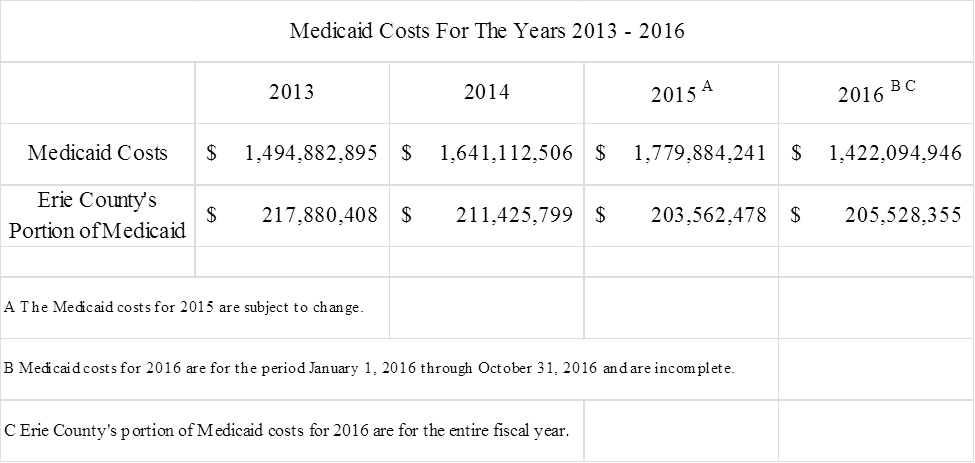 Medicaid Costs For The Years 2013 - 2016
2013 2014 2015 A 2016 B C
Medicaid Costs $ 1,494,882,895 $ 1,641,112,506 $ 1,779,884,241 $ 1,422,094,946
Erie County's
Portion of Medicaid $ 217,880,408 $ 211,425,799 $ 203,562,478 $ 205,528,355
A The Medicaid costs for 2015 are subject to change.
B Medicaid costs for 2016 are for the period January 1, 2016 through October 31, 2016 and are incomplete.
C Erie County's portion of Medicaid costs for 2016 are for the entire fiscal year.